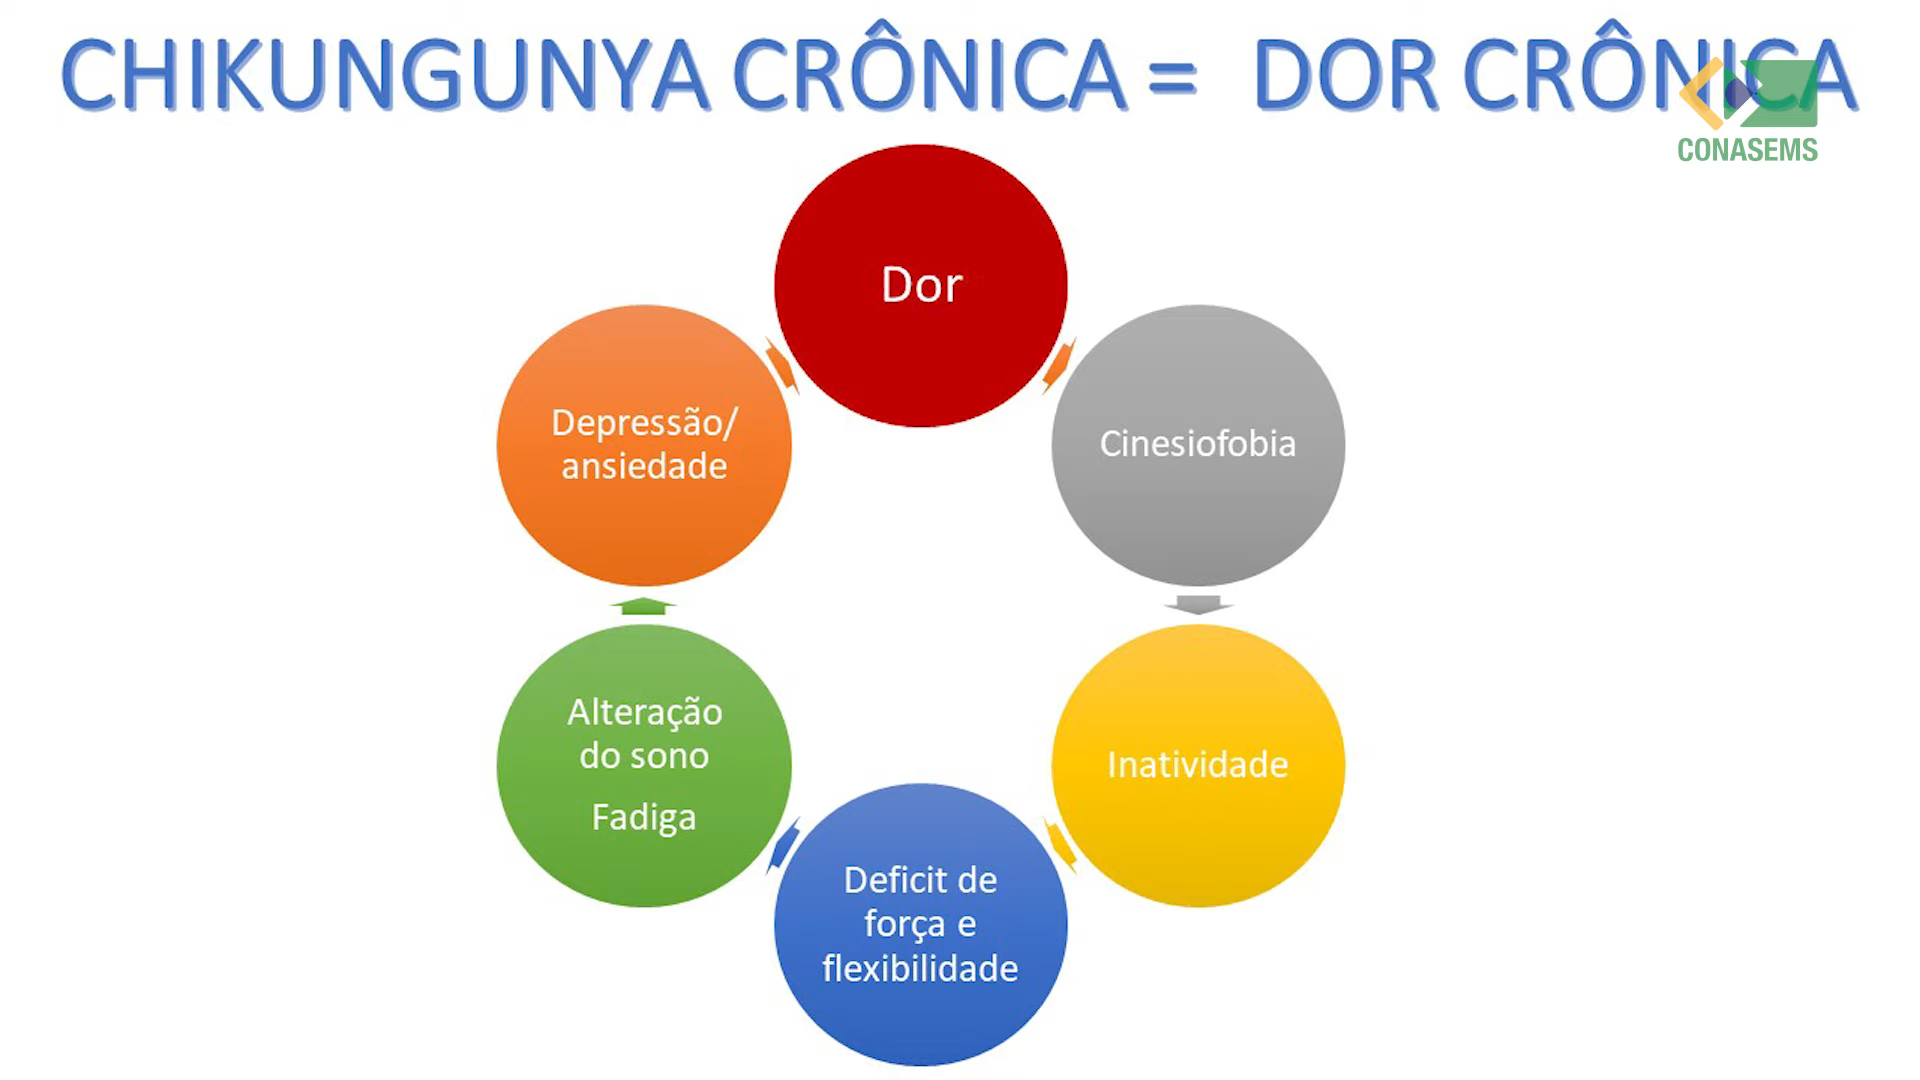 CHIKUNGUNYA CRÔNICA = DOR CRÔNICA
CONASEMS
Dor
Cinesiofobia
Inatividade
Deficit de
força e
flexibilidade
Alteração
do sono
Fadiga
Depressão/
ansiedade